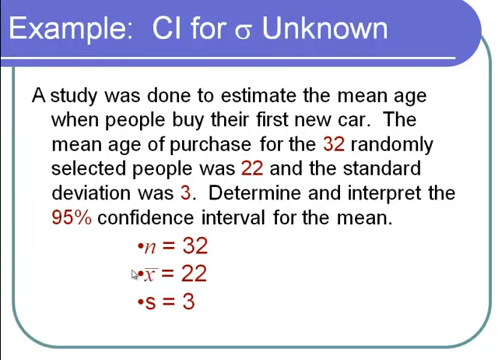 Example: CI for σ Unknown
A study was done to estimate the mean age
when people buy their first new car. The
mean age of purchase for the 32 randomly
selected people was 22 and the standard
deviation was 3. Determine and interpret the
95% confidence interval for the mean.
•n = 32
•x̅ = 22
•s = 3